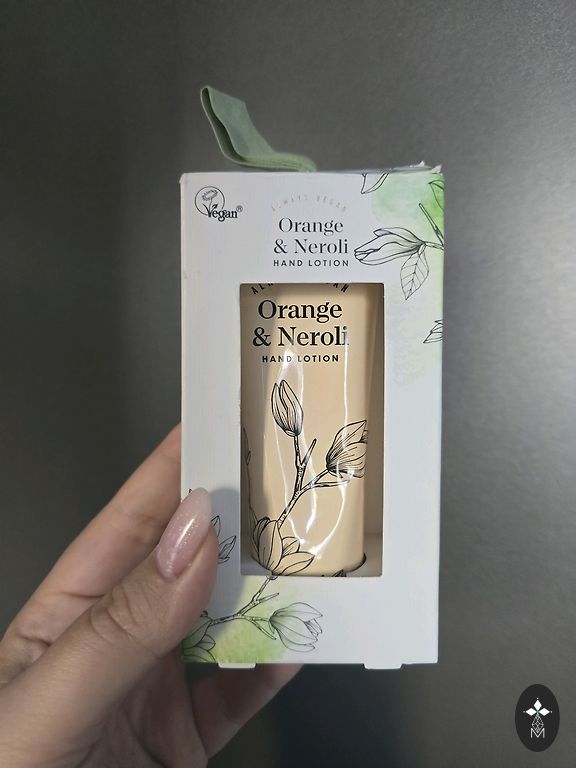 Vegan®
ALWAYS VEGAN
Orange
& Neroli
HAND LOTION
Orange
& Neroli
HAND LOTION
M